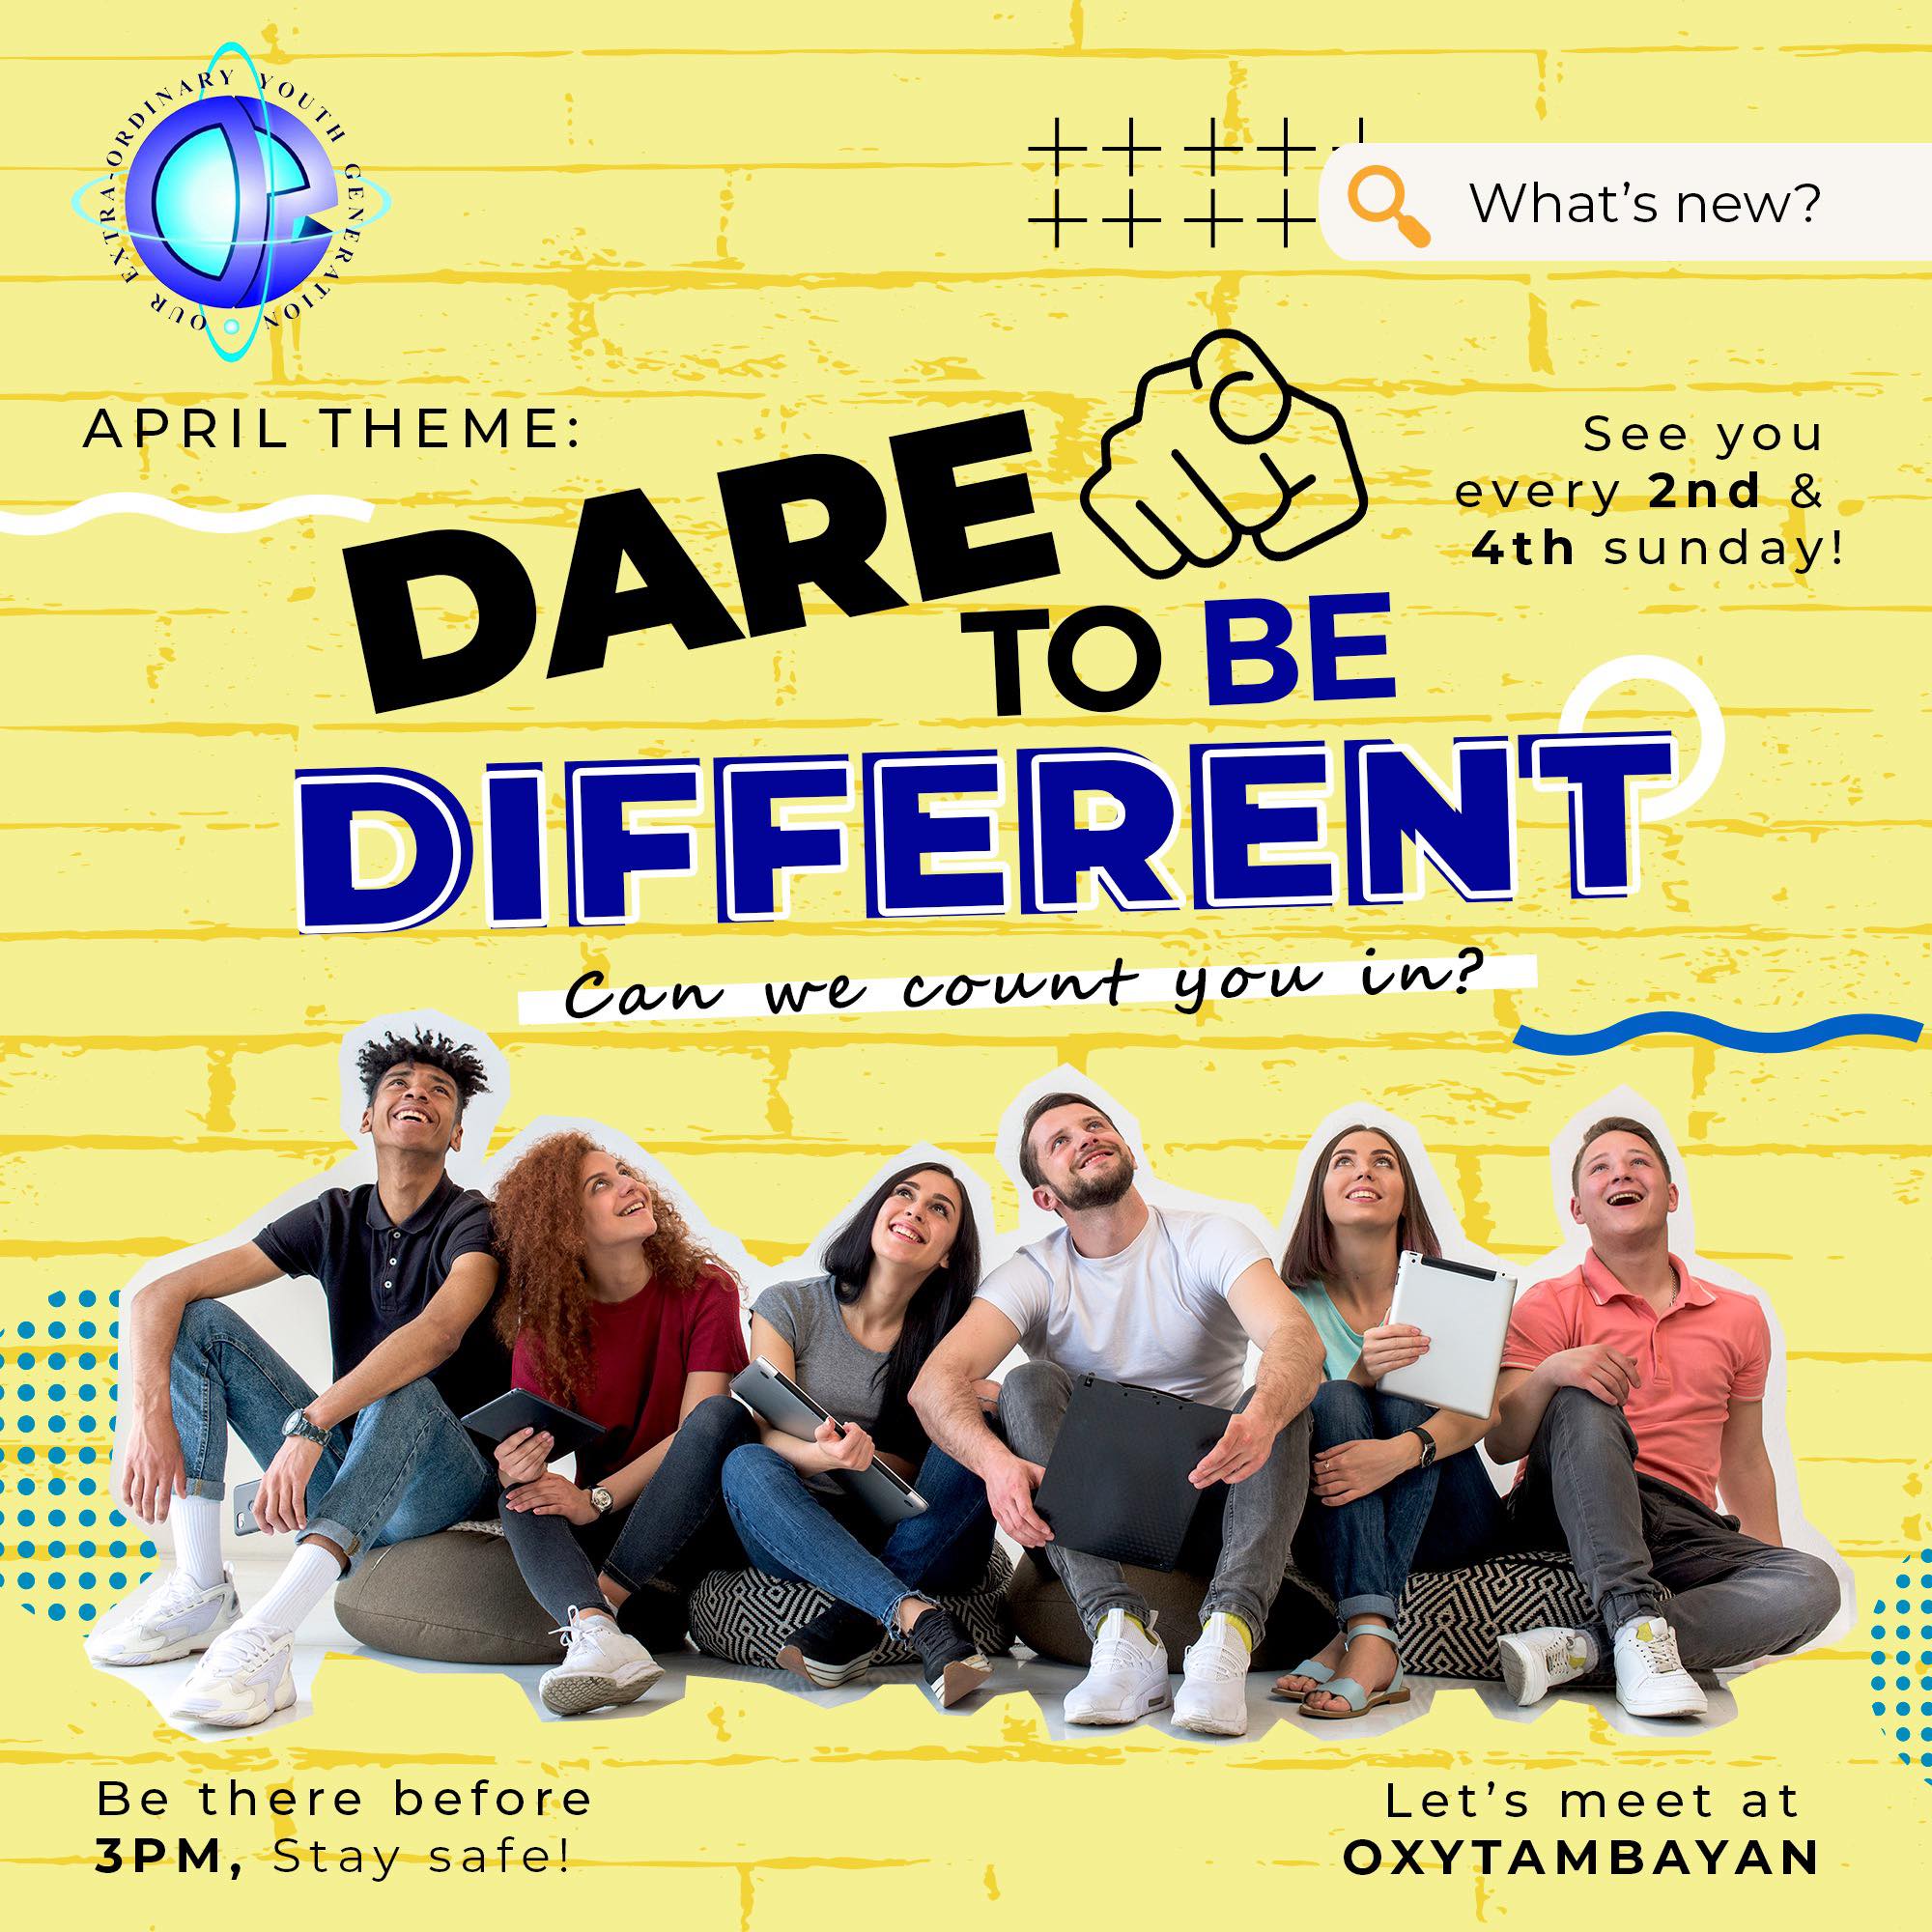 OUR EXTRA-ORDINARY YOUTH GENERATION
What's new?
APRIL THEME:
See you
every 2nd &
4th sunday!
DARE
TO BE
DIFFERENT
Can we count you in?
Be there before
3PM, Stay safe!
Let's meet at
OXYTAMBAYAN